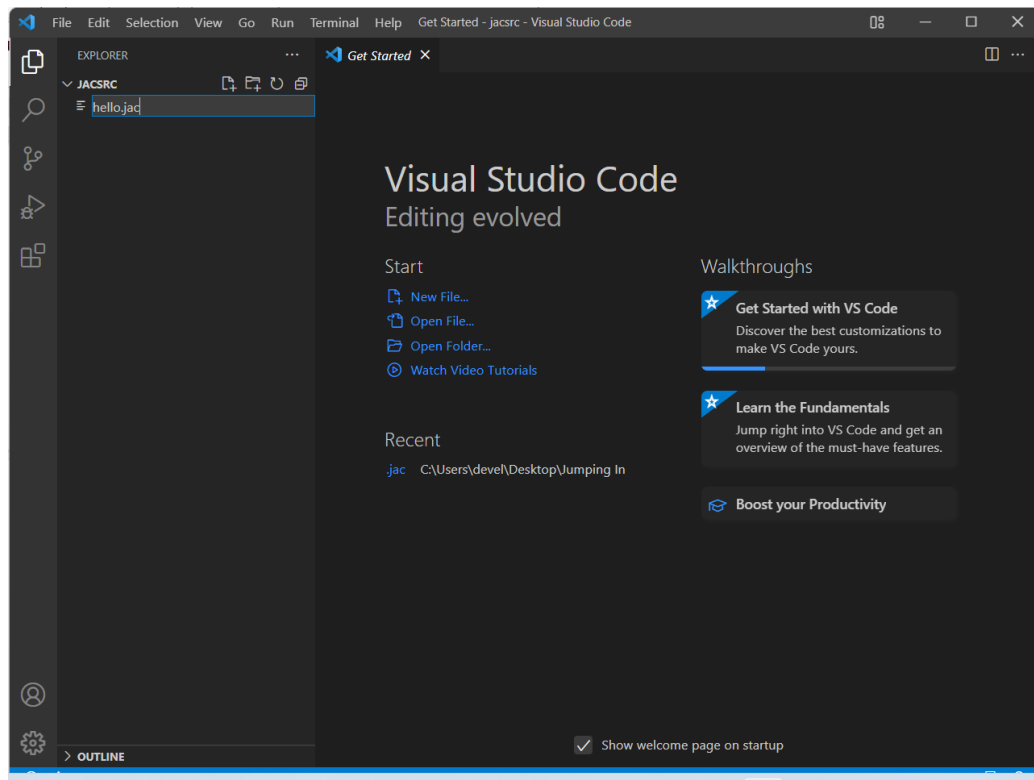 File Edit Selection View Go Run Terminal Help Get Started - jacsrc - Visual Studio Code
EXPLORER
JACSRC
hello.jac
OUTLINE
Get Started
Visual Studio Code
Editing evolved
Start
New File...
Open File...
Open Folder...
Watch Video Tutorials
Recent
.jac C:\Users\devel\Desktop\Jumping In
Walkthroughs
Get Started with VS Code
Discover the best customizations to
make VS Code yours.
Learn the Fundamentals
Jump right into VS Code and get an
overview of the must-have features.
Boost your Productivity
Show welcome page on startup